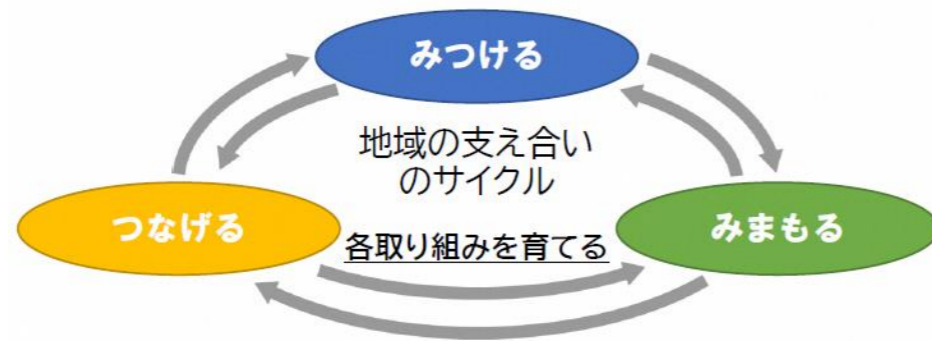 みつける
地域の支え合い
のサイクル
つなげる
各取り組みを育てる
みまもる